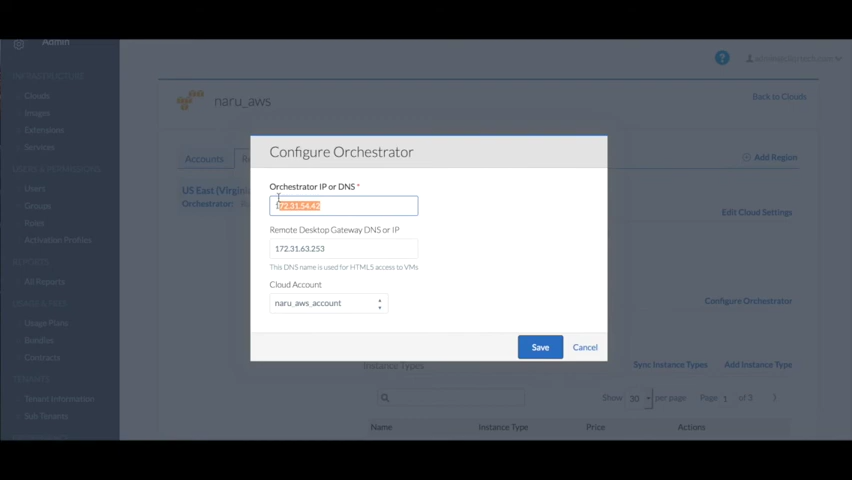 Admin
INFRASTRUCTURE
Clouds
Images
Extension
Services
USERS & PERMISSIONS
Users
Groups
Roles
Activation Profiles
REPORTS
All Reports
Usage Plans
Bundles
Contracts
TENANTS
Tenant Information
Sub Tenants
naru_aws
Back to Clouds
Accounts
Add Region
US East (Virginia
Orchestrator:
Edit Cloud Settings
Configure Orchestrator
Configure Orchestrator
Orchestrator IP or DNS *
172.31.54.42
Remote Desktop Gateway DNS or IP
172.31.63.253
This DNS name is used for HTML5 access to VMs
Cloud Account
naru_aws_account
Save Cancel
Instance Types
Sync Instance Types Add Instance Type
Show 30 per page Page 1 of 3
Name Instance Type Price Actions